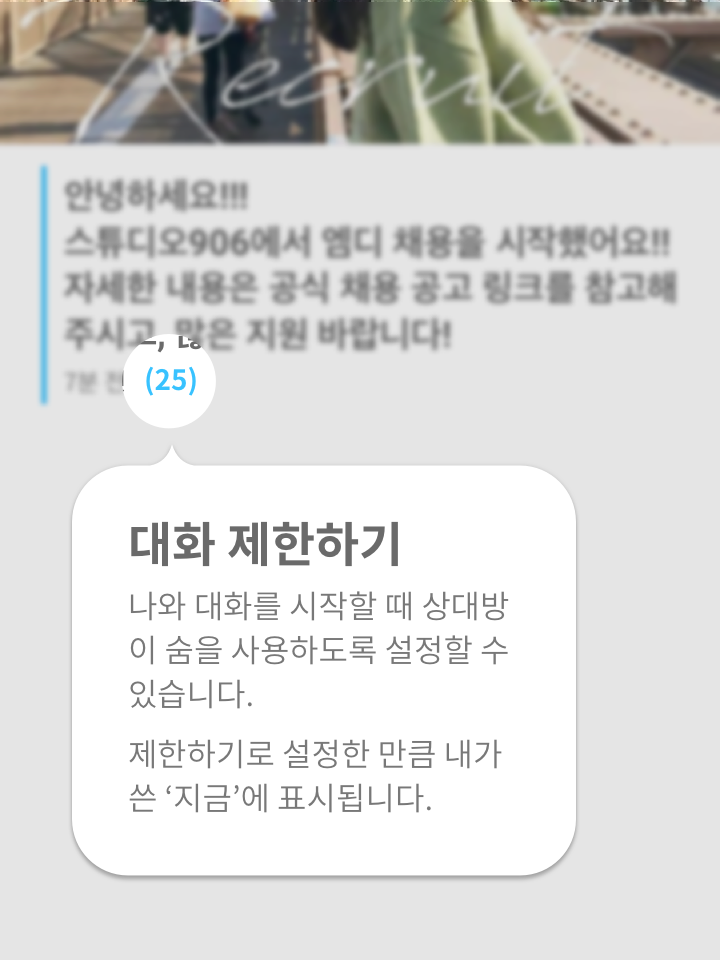 Recruit
안녕하세요!!!
스튜디오906에서 엠디 채용을 시작했어요!!
자세한 내용은 공식 채용 공고 링크를 참고해
주시고, 많은 지원 바랍니다!
7분 전 (25)
대화 제한하기
나와 대화를 시작할 때 상대방
이 숨을 사용하도록 설정할 수
있습니다.
제한하기로 설정한 만큼 내가
쓴 ‘지금’에 표시됩니다.